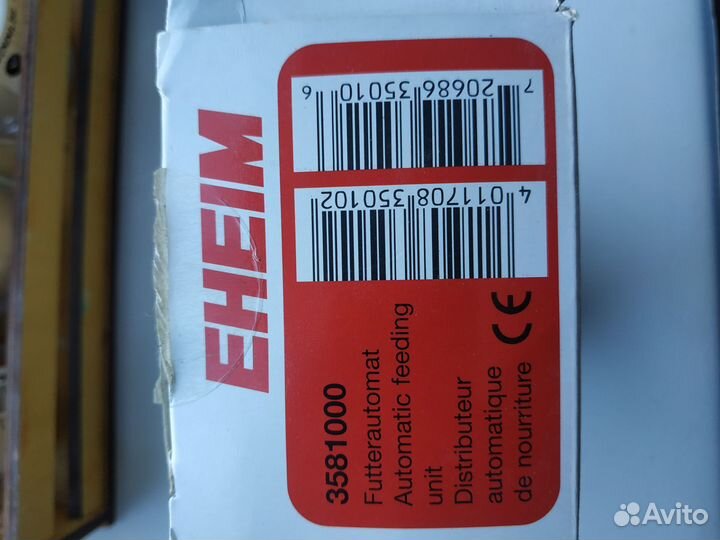 EHEIM
3581000
Futterautomat
Automatic feeding
unit
Distributeur
automatique
de nourriture
CE
4 011708 350102
7 20686 35010 6
Avito